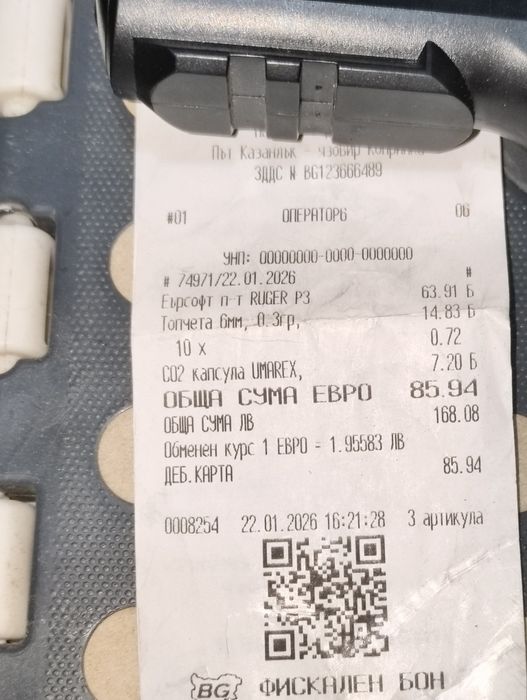 Път Казанлък - язовир Копринка
ЗДДС N BG123666489
#01 ОПЕРАТОР6 06
УНП: 00000000-0000-0000000
# 74971/22.01.2026 #
Еърсофт п-т RUGER P3 63.91 Б
Топчета 6мм, 0.3гр, 14.83 Б
10 x 0.72
CO2 капсула UMAREX, 7.20 Б
ОБЩА СУМА ЕВРО 85.94
ОБЩА СУМА ЛВ 168.08
Обменен курс 1 ЕВРО = 1.95583 ЛВ
ДЕБ.КАРТА 85.94
0008254 22.01.2026 16:21:28 3 артикула
BG ФИСКАЛЕН БОН